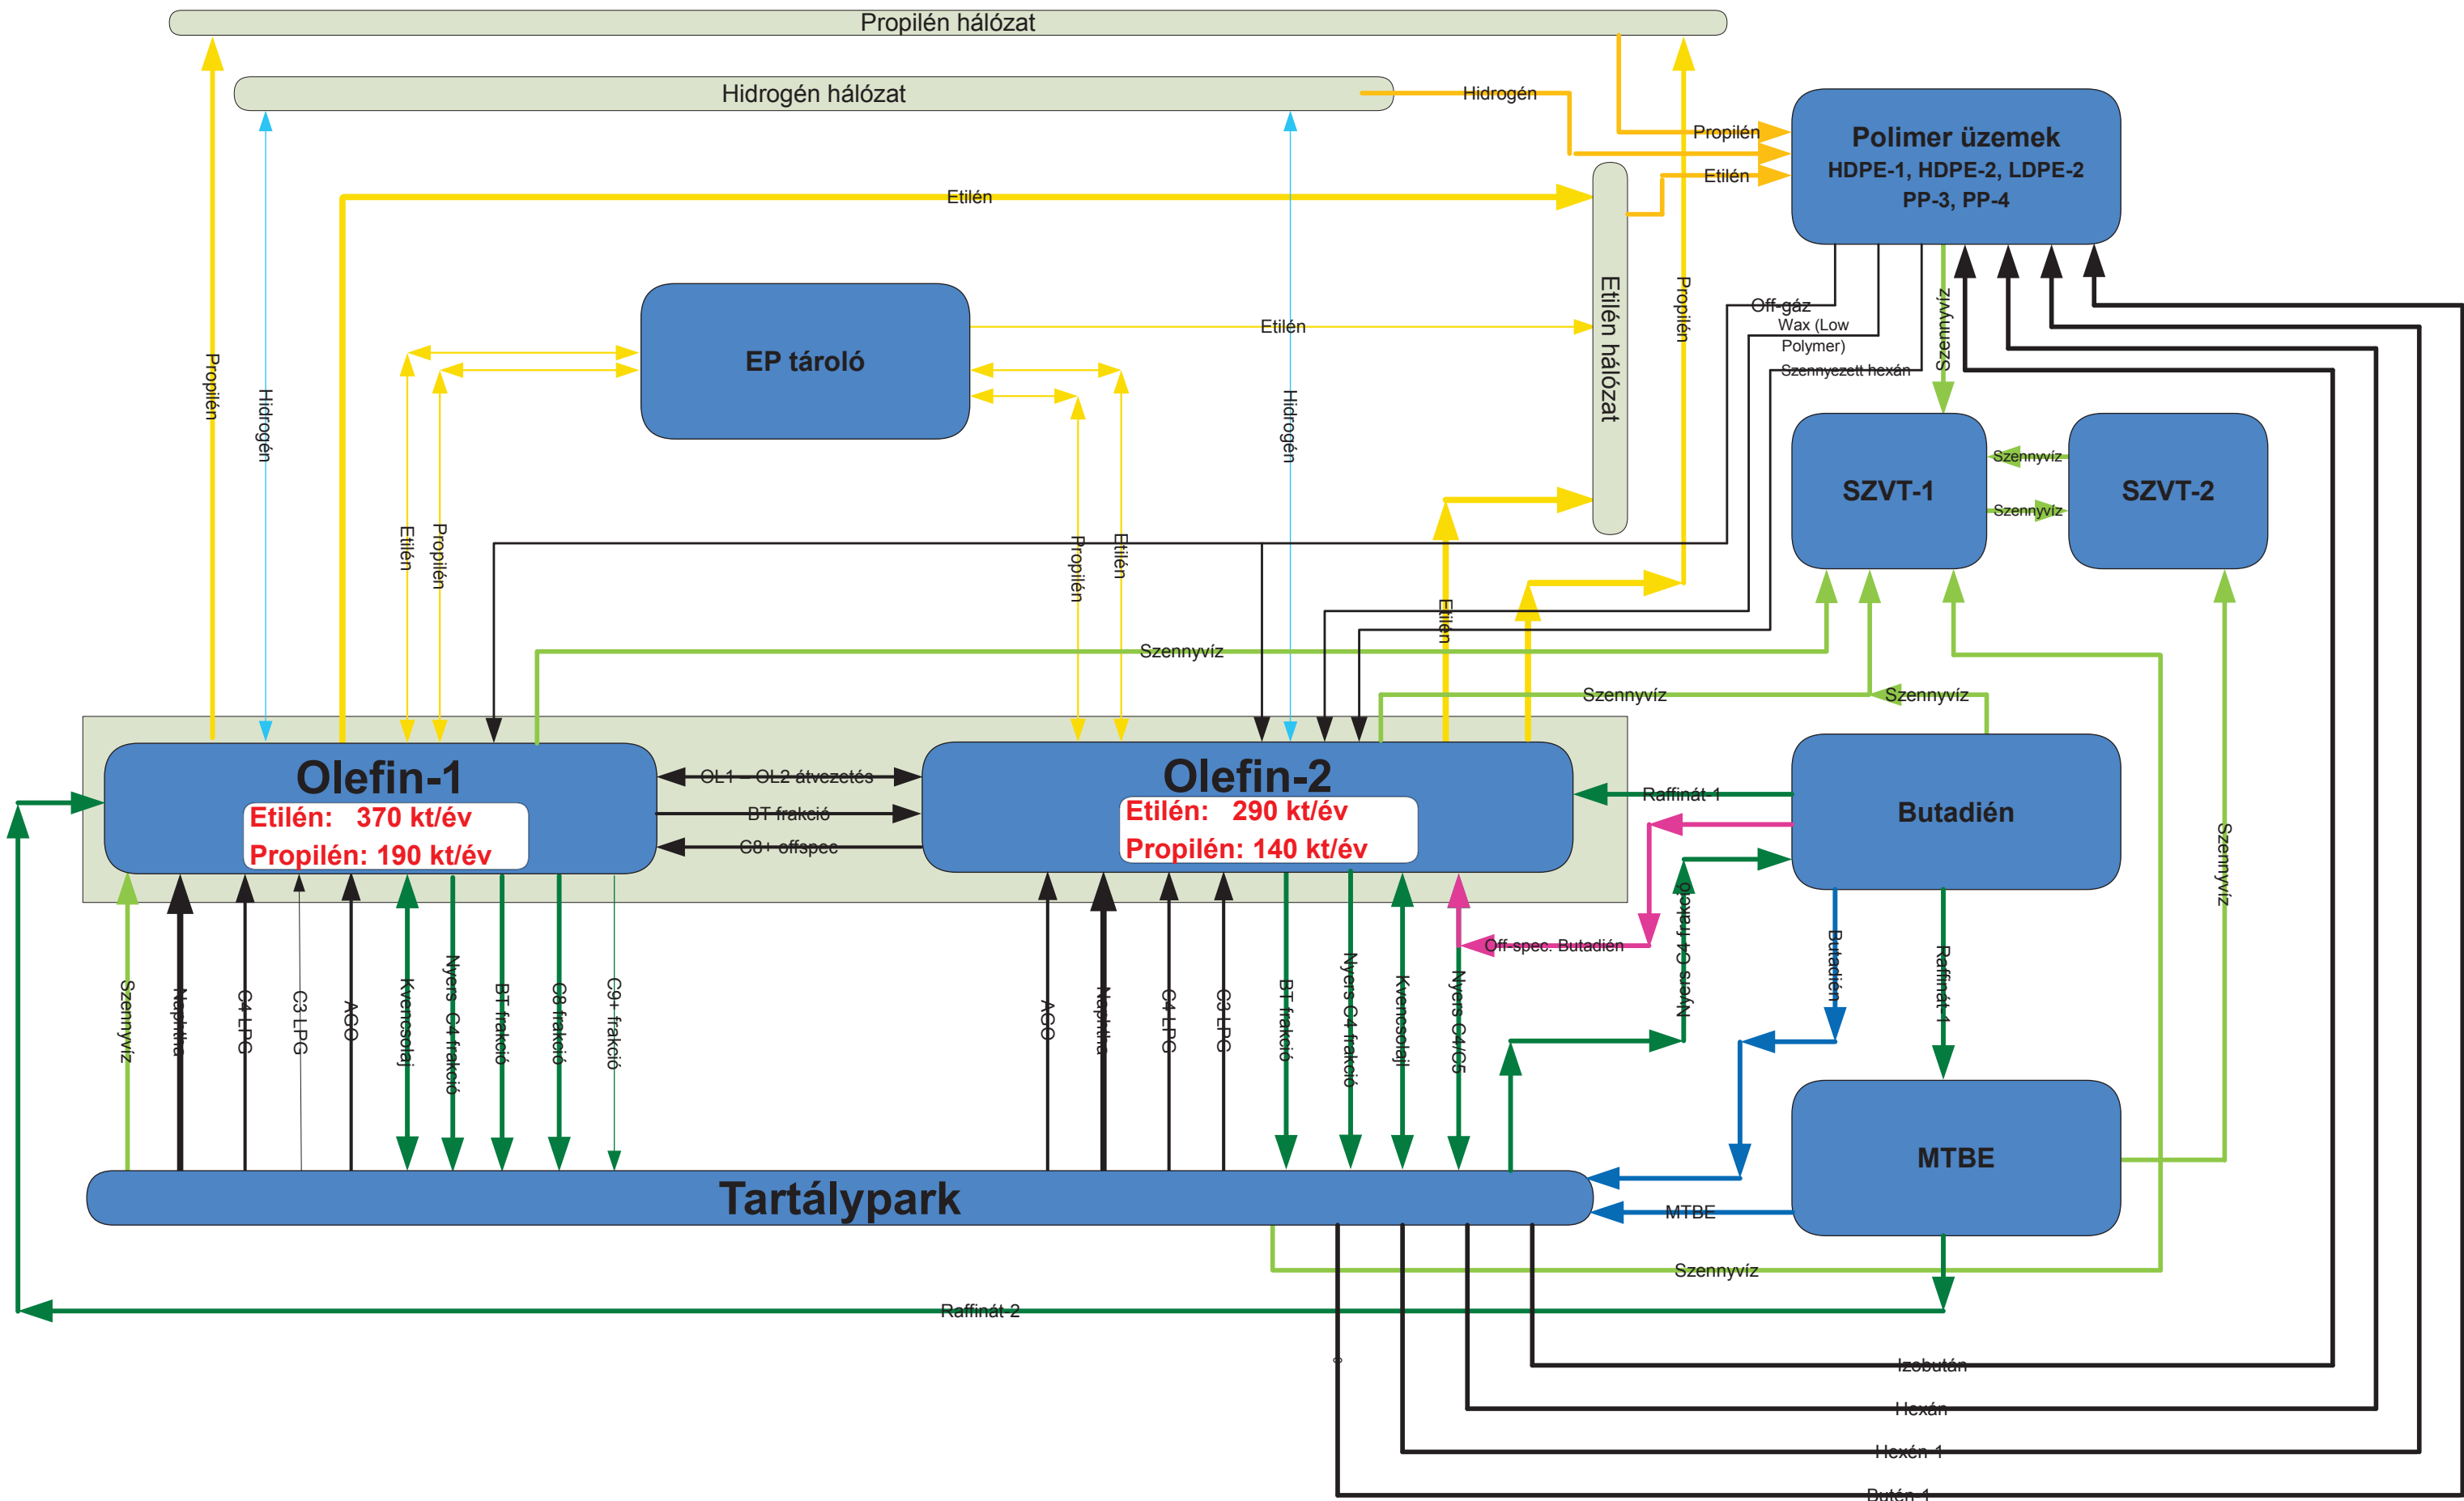 Propilén hálózat
Hidrogén hálózat
Hidrogén
Propilén
Etilén
Polimer üzemek
HDPE-1, HDPE-2, LDPE-2
PP-3, PP-4
Etilén
Etilén hálózat
Propilén
Off-gáz
Wax (Low
Polymer)
Szennyezett hexán
Szennyvíz
EP tároló
Etilén
Propilén
Hidrogén
Hidrogén
Etilén
Propilén
Propilén
Etilén
Etilén
SZVT-1
Szennyvíz
Szennyvíz
SZVT-2
Szennyvíz
Szennyvíz
Szennyvíz
Olefin-1
Etilén: 370 kt/év
Propilén: 190 kt/év
OL1 – OL2 átvezetés
BT frakció
C8+ offspec
Olefin-2
Etilén: 290 kt/év
Propilén: 140 kt/év
Raffinát-1
Butadién
Szennyvíz
Nyers C4 frakció
Off-spec. Butadién
Butadién
Raffinát-1
Szennyvíz
Naphtha
C4 LPG
C3 LPG
AGO
Kvencsolaj
Nyers C4 frakció
BT frakció
C8 frakció
C9+ frakció
AGO
Naphtha
C4 LPG
C3 LPG
BT frakció
Nyers C4 frakció
Kvencsolajl
Nyers C4/C5
MTBE
Tartálypark
MTBE
Szennyvíz
Raffinát-2
Izobután
Hexán
Hexén-1
Butén-1